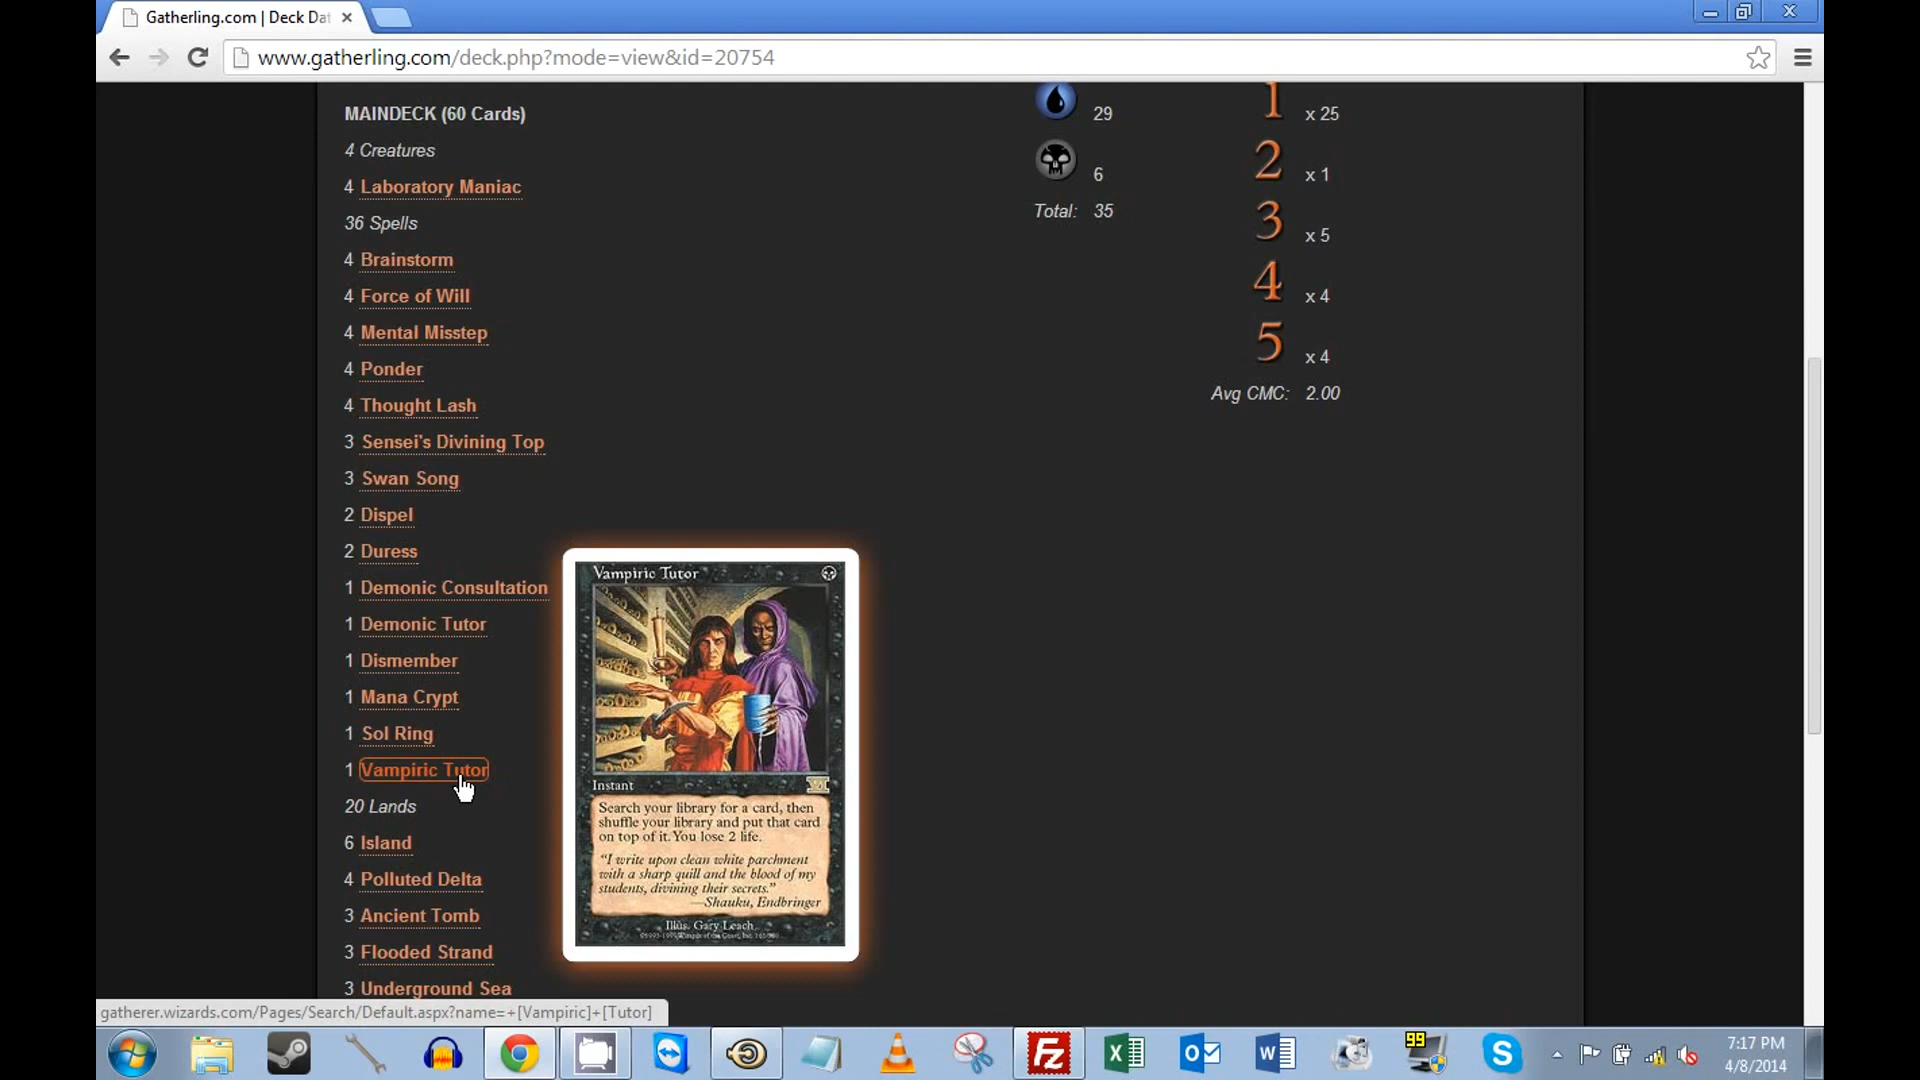 Gatherling.com | Deck Dat
www.gatherling.com/deck.php?mode=view&id=20754
MAINDECK (60 Cards)
4 Creatures
4 Laboratory Maniac
36 Spells
4 Brainstorm
4 Force of Will
4 Mental Misstep
4 Ponder
4 Thought Lash
3 Sensei's Divining Top
3 Swan Song
2 Dispel
2 Duress
1 Demonic Consultation
1 Demonic Tutor
1 Dismember
1 Mana Crypt
1 Sol Ring
1 Vampiric Tutor
20 Lands
6 Island
4 Polluted Delta
3 Ancient Tomb
3 Flooded Strand
3 Underground Sea
29
6
Total: 35
1 x 25
2 x 1
3 x 5
4 x 4
5 x 4
Avg CMC: 2.00
Vampiric Tutor
Instant
Search your library for a card, then
shuffle your library and put that card
on top of it. You lose 2 life.
"I write upon clean white parchment
with a sharp quill and the blood of my
students, divining their secrets."
—Shauku, Endbringer
Illus. Gary Leach
gatherer.wizards.com/Pages/Search/Default.aspx?name=+[Vampiric]+[Tutor]
99
7:17 PM
4/8/2014